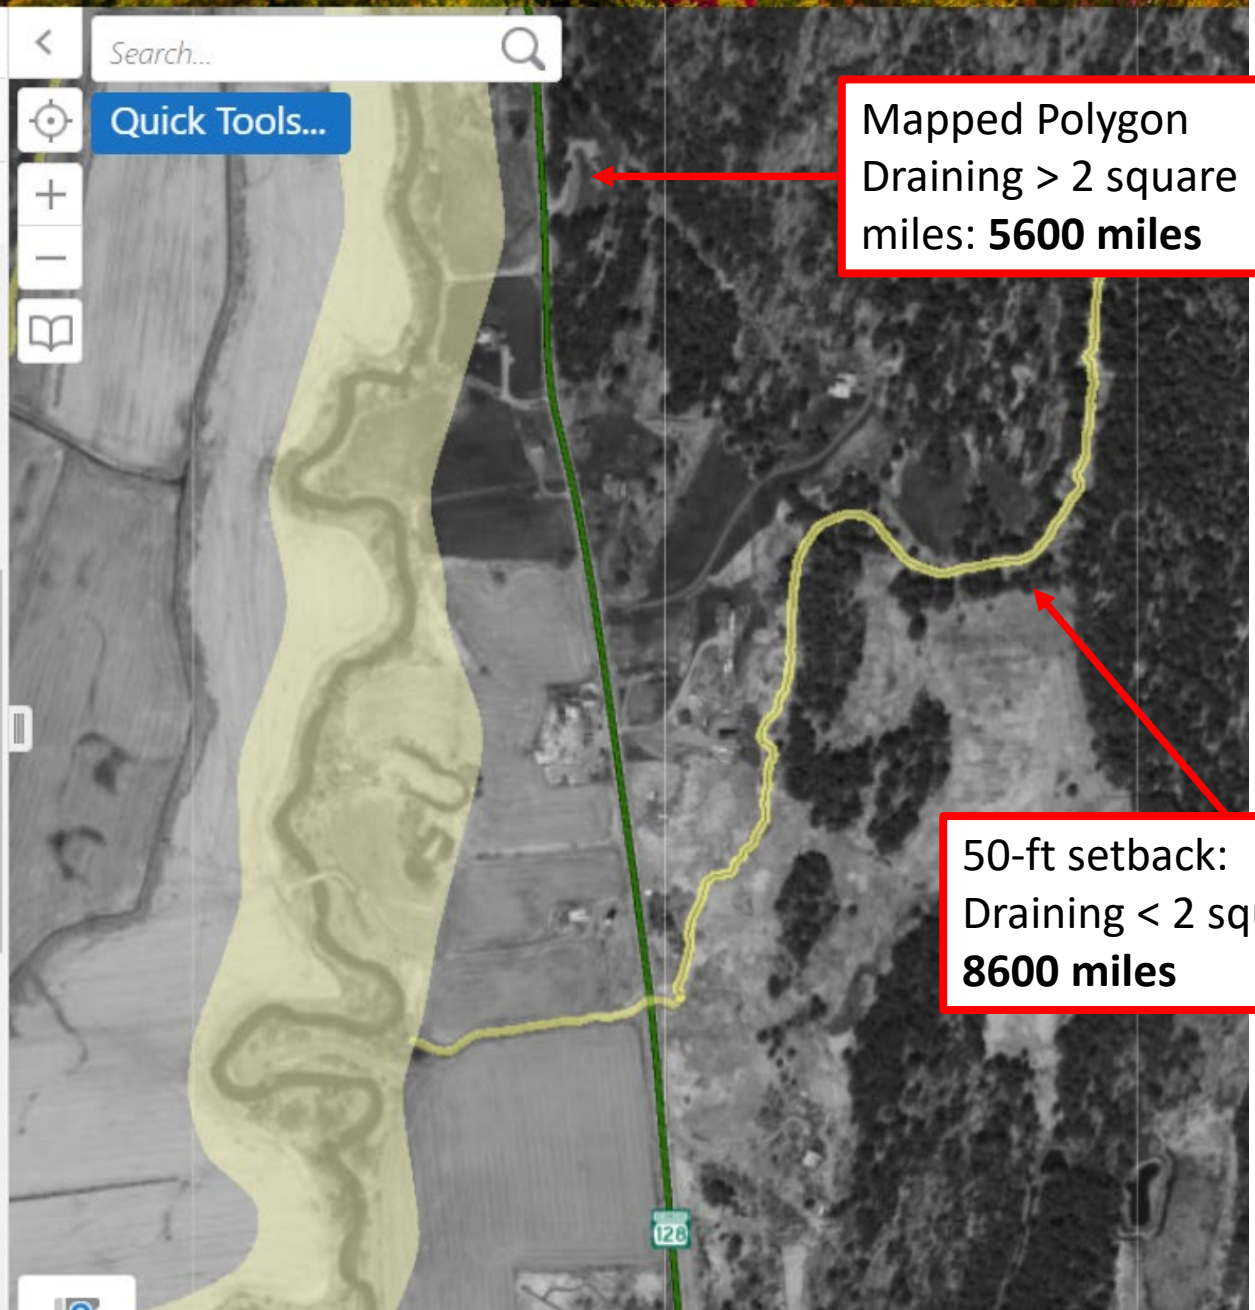 Search...
Quick Tools...
Mapped Polygon
Draining > 2 square
miles: 5600 miles
50-ft setback:
Draining < 2
8600 miles
128